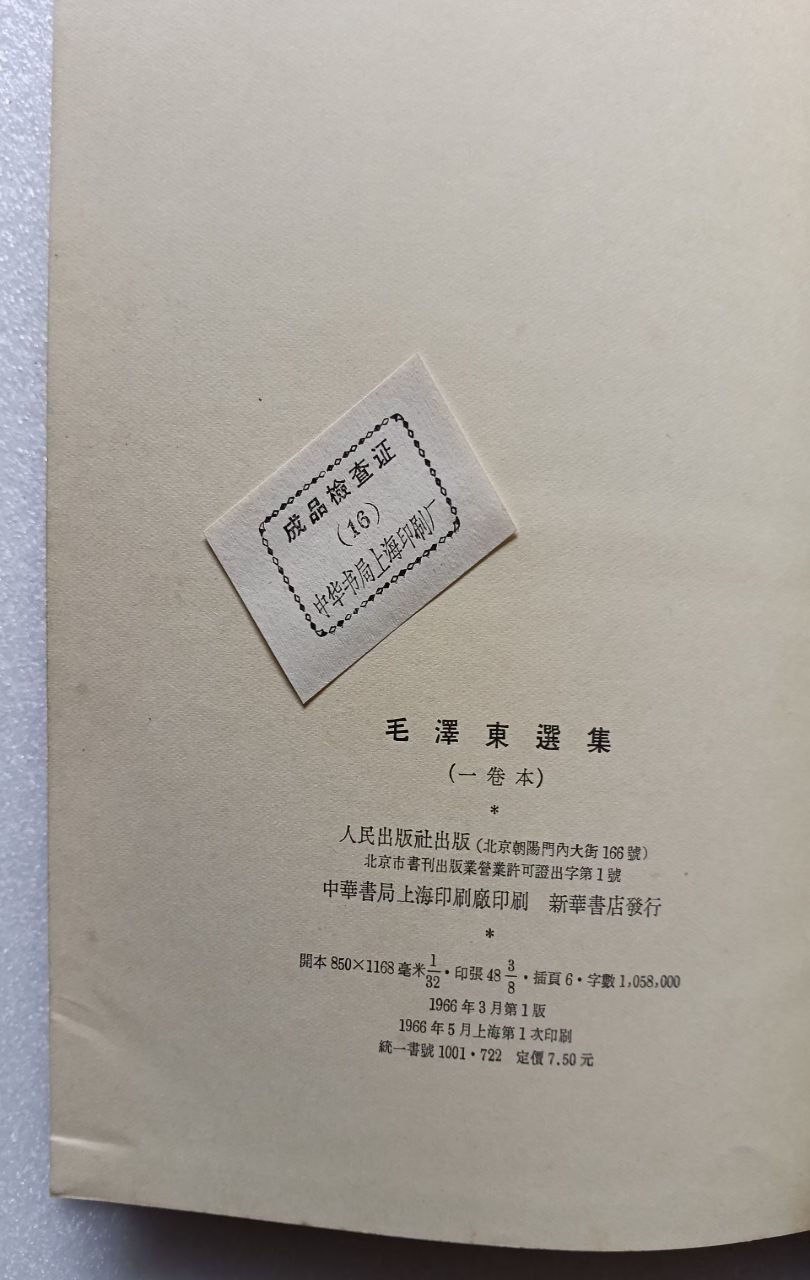 成品檢查证
（16）
中华书局上海印刷厂
毛澤東選集
（一卷本）
*
人民出版社出版（北京朝陽門內大街166號）
北京市書刊出版業營業許可證出字第1號
中華書局上海印刷廠印刷 新華書店發行
*
開本850×1168毫米1/32·印張48 3/8·插頁6·字數1,058,000
1966年3月第1版
1966年5月上海第1次印刷
統一書號1001·722 定價7.50元